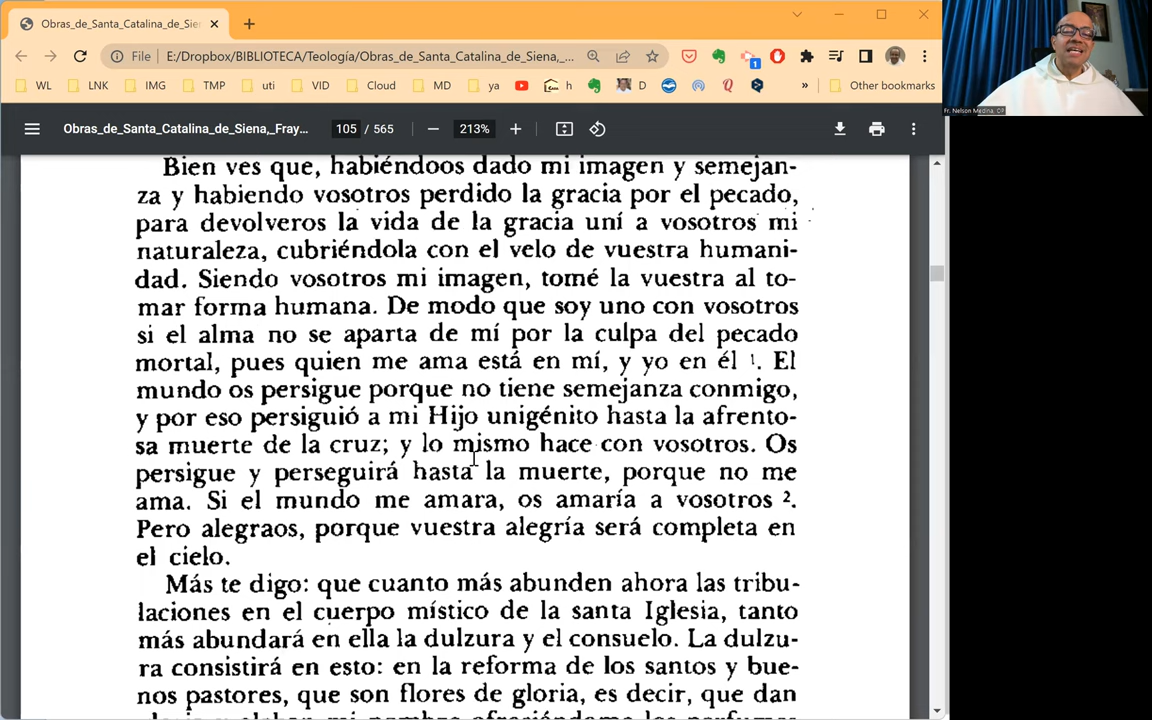 Obras_de_Santa_Catalina_de_Sie
File E:/Dropbox/BIBLIOTECA/Teología/Obras_de_Santa_Catalina_de_Siena,_...
1
WL LNK IMG TMP uti VID Cloud MD ya h D » Other bookmarks
Obras_de_Santa_Catalina_de_Siena,_Fray... 105 / 565 213%
Fr. Nelson Medina, OP
Bien ves que, habiéndoos dado mi imagen y semejan-
za y habiendo vosotros perdido la gracia por el pecado,
para devolveros la vida de la gracia uní a vosotros mi
naturaleza, cubriéndola con el velo de vuestra humani-
dad. Siendo vosotros mi imagen, tomé la vuestra al to-
mar forma humana. De modo que soy uno con vosotros
si el alma no se aparta de mí por la culpa del pecado
mortal, pues quien me ama está en mí, y yo en él ¹. El
mundo os persigue porque no tiene semejanza conmigo,
y por eso persiguió a mi Hijo unigénito hasta la afrento-
sa muerte de la cruz; y lo mismo hace con vosotros. Os
persigue y perseguirá hasta la muerte, porque no me
ama. Si el mundo me amara, os amaría a vosotros ².
Pero alegraos, porque vuestra alegría será completa en
el cielo.
Más te digo: que cuanto más abunden ahora las tribu-
laciones en el cuerpo místico de la santa Iglesia, tanto
más abundará en ella la dulzura y el consuelo. La dulzu-
ra consistirá en esto: en la reforma de los santos y bue-
nos pastores, que son flores de gloria, es decir, que dan